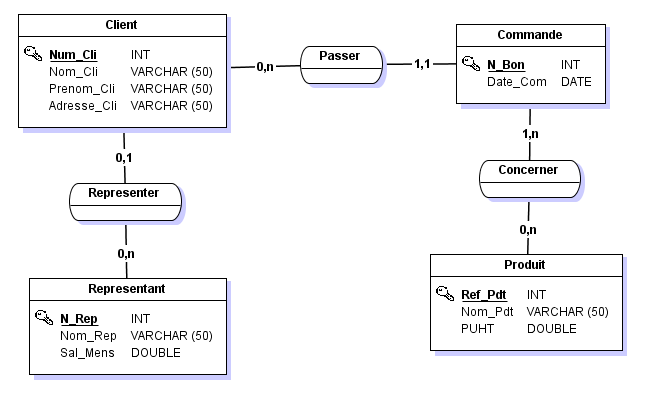 Client
Num_Cli INT
Nom_Cli VARCHAR (50)
Prenom_Cli VARCHAR (50)
Adresse_Cli VARCHAR (50)
0,n
Passer
1,1
Commande
N_Bon INT
Date_Com DATE
0,1
Representer
0,n
1,n
Concerner
0,n
Representant
N_Rep INT
Nom_Rep VARCHAR (50)
Sal_Mens DOUBLE
Produit
Ref_Pdt INT
Nom_Pdt VARCHAR (50)
PUHT DOUBLE